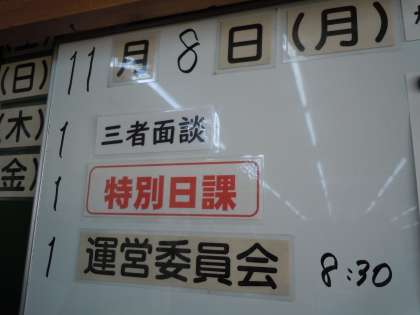 11月8日(月)
(日)
(木)
(金)
1 三者面談
1 特別日課
1 運営委員会 8:30